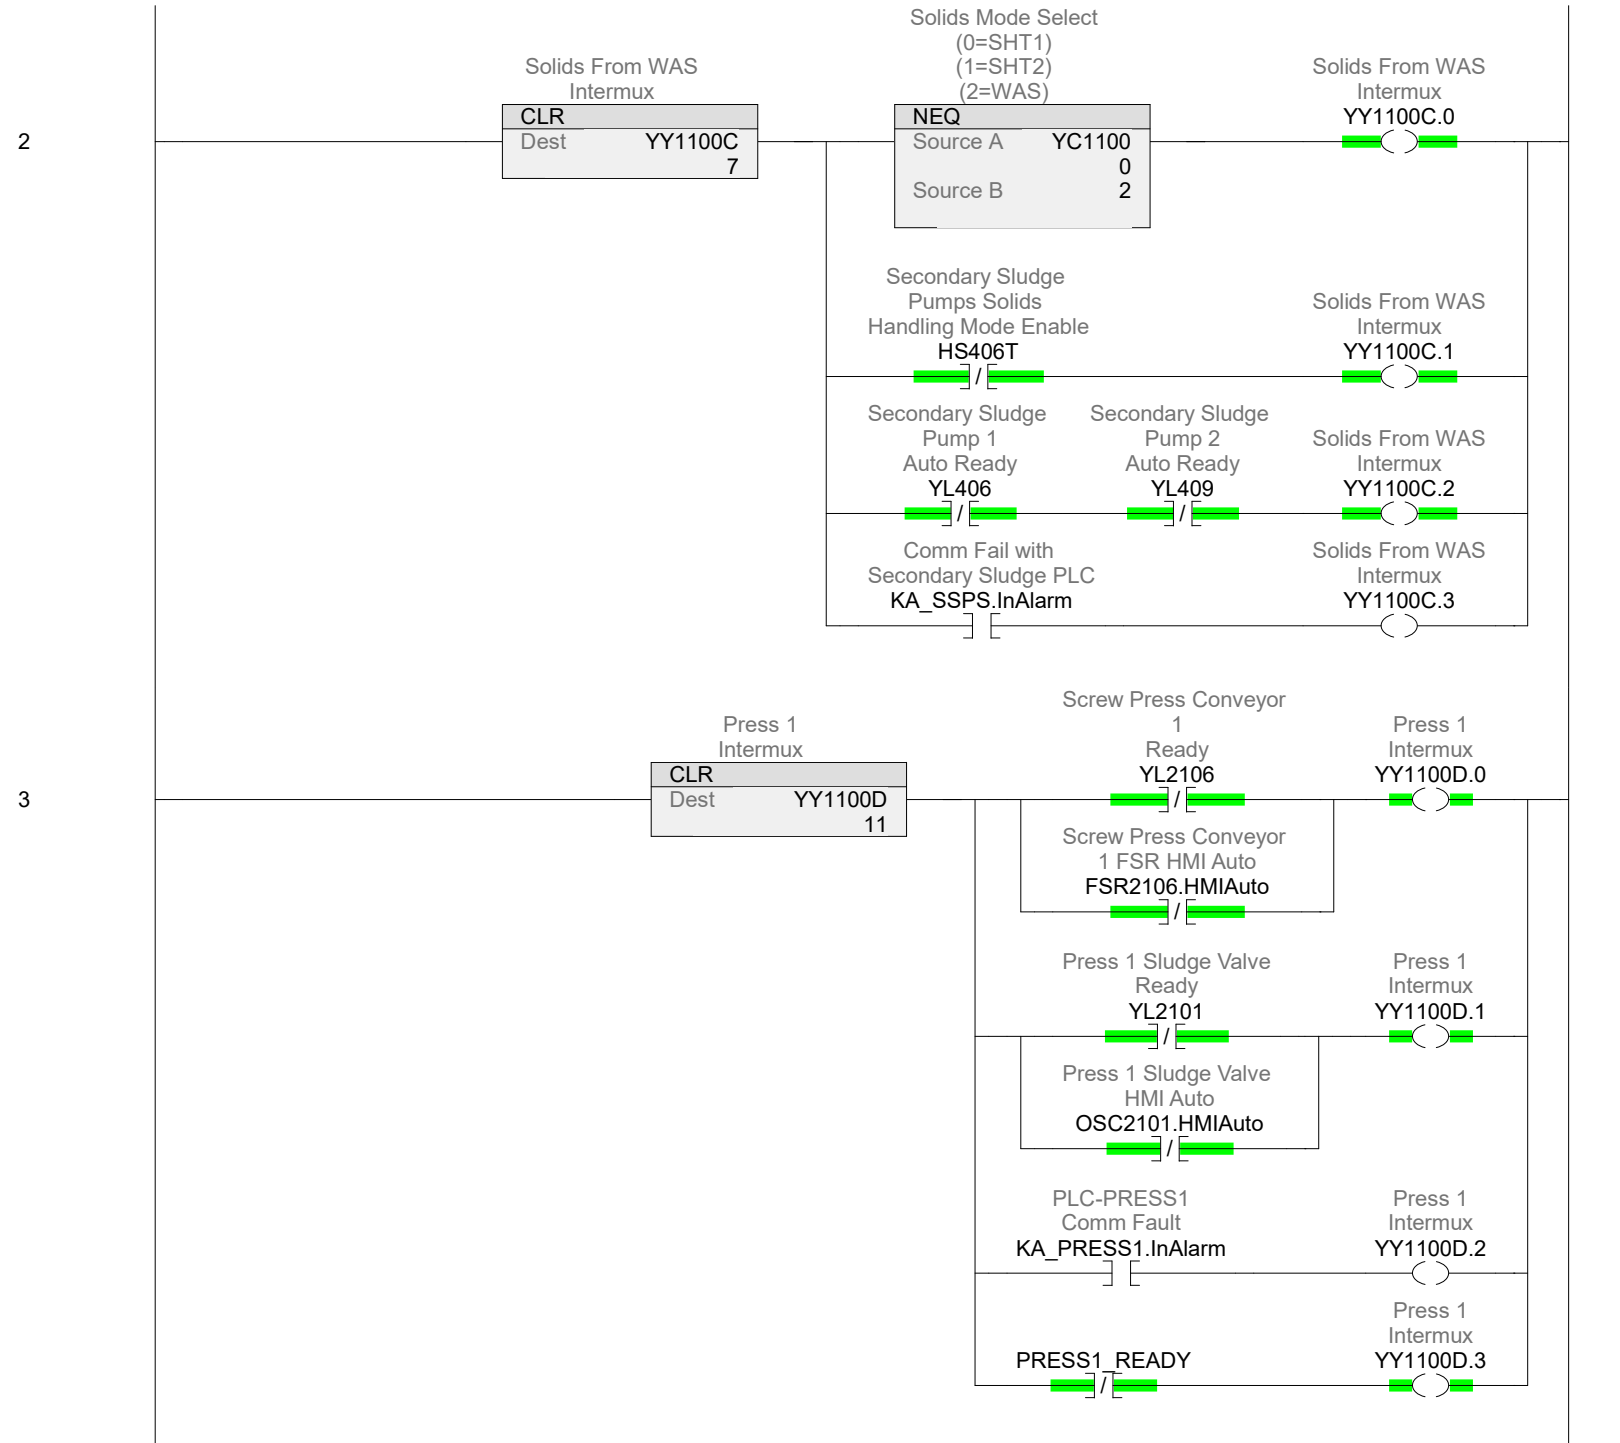 Solids Mode Select
(0=SHT1)
(1=SHT2)
(2=WAS)
Solids From WAS
Intermux
Solids From WAS
Intermux
YY1100C.0
2
CLR
Dest YY1100C
7
NEQ
Source A YC1100
0
Source B 2
Secondary Sludge
Pumps Solids
Handling Mode Enable
HS406T
/
Solids From WAS
Intermux
YY1100C.1
Secondary Sludge
Pump 1
Auto Ready
YL406
/
Secondary Sludge
Pump 2
Auto Ready
YL409
/
Solids From WAS
Intermux
YY1100C.2
Comm Fail with
Secondary Sludge PLC
KA_SSPS.InAlarm
Solids From WAS
Intermux
YY1100C.3
3
Press 1
Intermux
CLR
Dest YY1100D
11
Screw Press Conveyor
1
Ready
YL2106
/
Press 1
Intermux
YY1100D.0
Screw Press Conveyor
1 FSR HMI Auto
FSR2106.HMIAuto
/
Press 1 Sludge Valve
Ready
YL2101
/
Press 1
Intermux
YY1100D.1
Press 1 Sludge Valve
HMI Auto
OSC2101.HMIAuto
/
PLC-PRESS1
Comm Fault
KA_PRESS1.InAlarm
Press 1
Intermux
YY1100D.2
PRESS1_READY
/
Press 1
Intermux
YY1100D.3